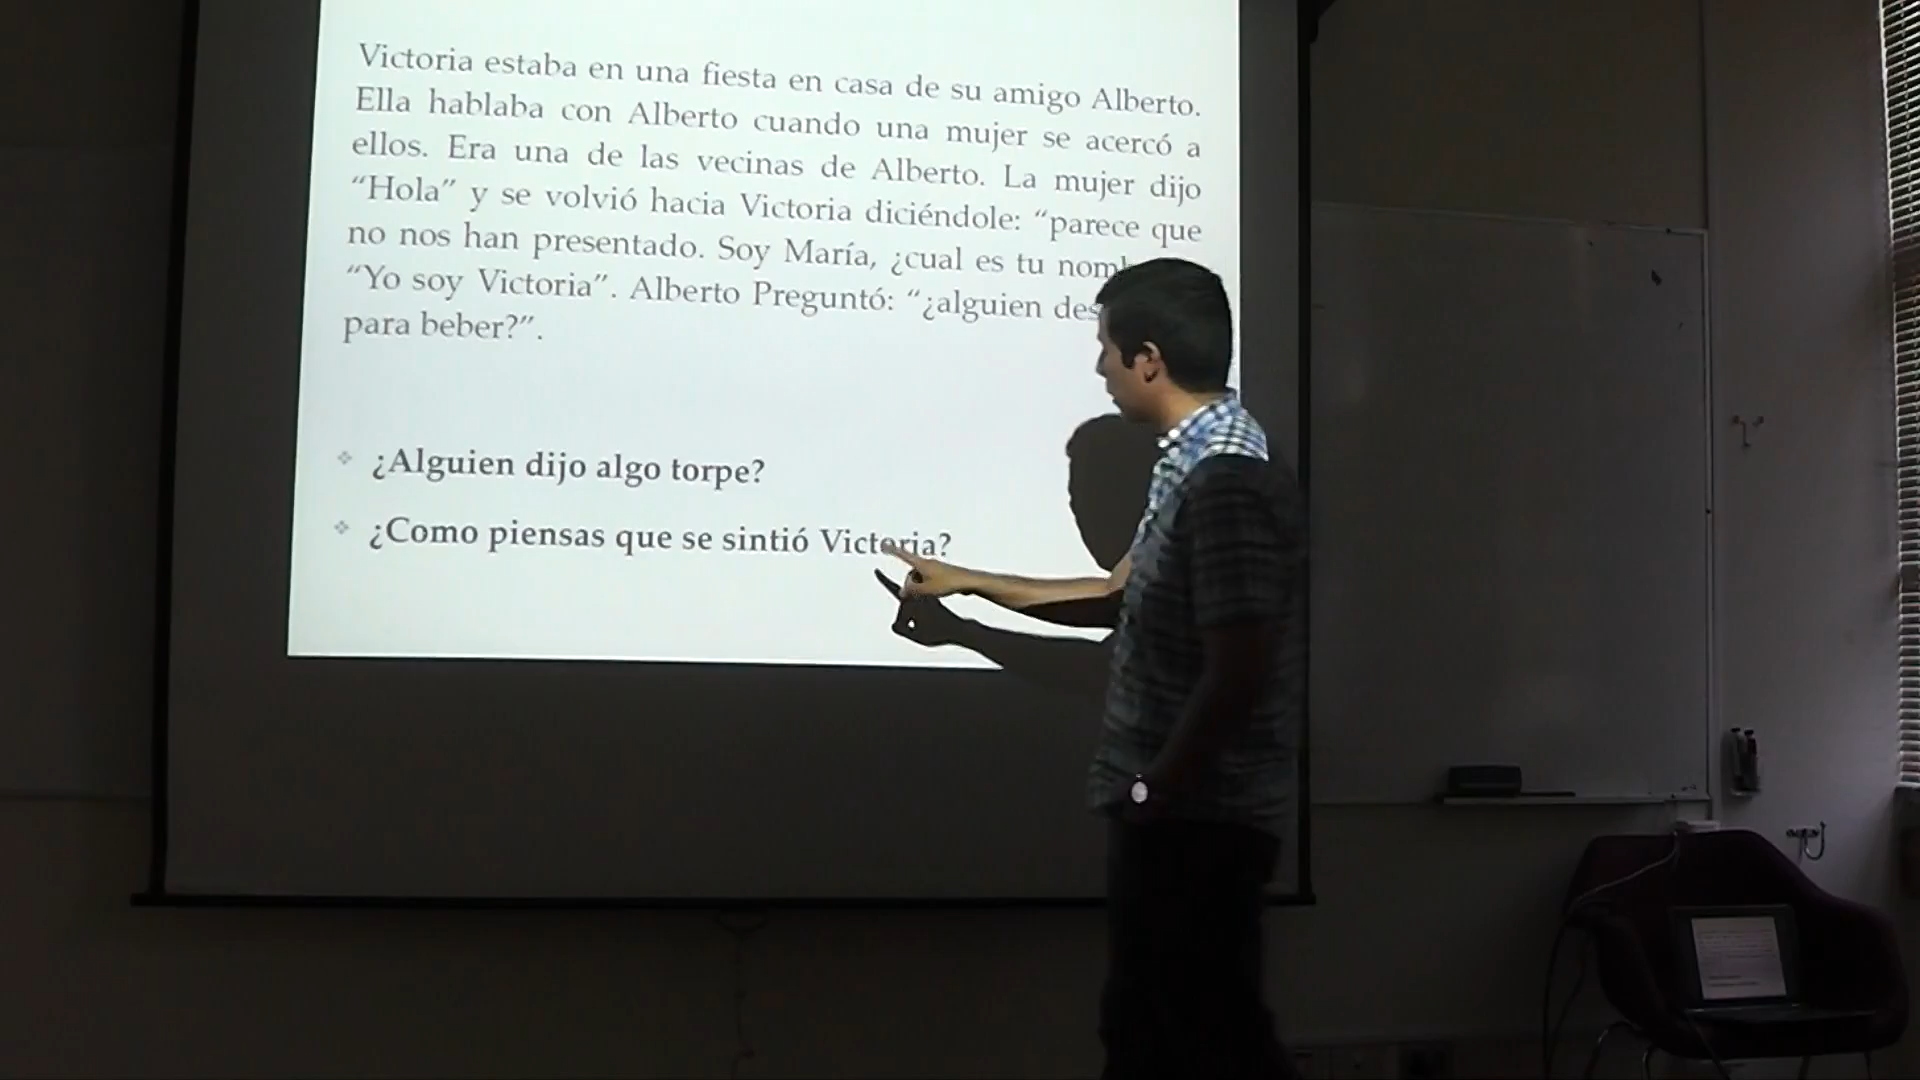 Victoria estaba en una fiesta en casa de su amigo Alberto.
Ella hablaba con Alberto cuando una mujer se acercó a
ellos. Era una de las vecinas de Alberto. La mujer dijo
“Hola” y se volvió hacia Victoria diciéndole: “parece que
no nos han presentado. Soy María, ¿cual es tu
“Yo soy Victoria”. Alberto Preguntó: “¿alguien
para beber?”.
¿Alguien dijo algo torpe?
¿Como piensas que se sintió Victoria?